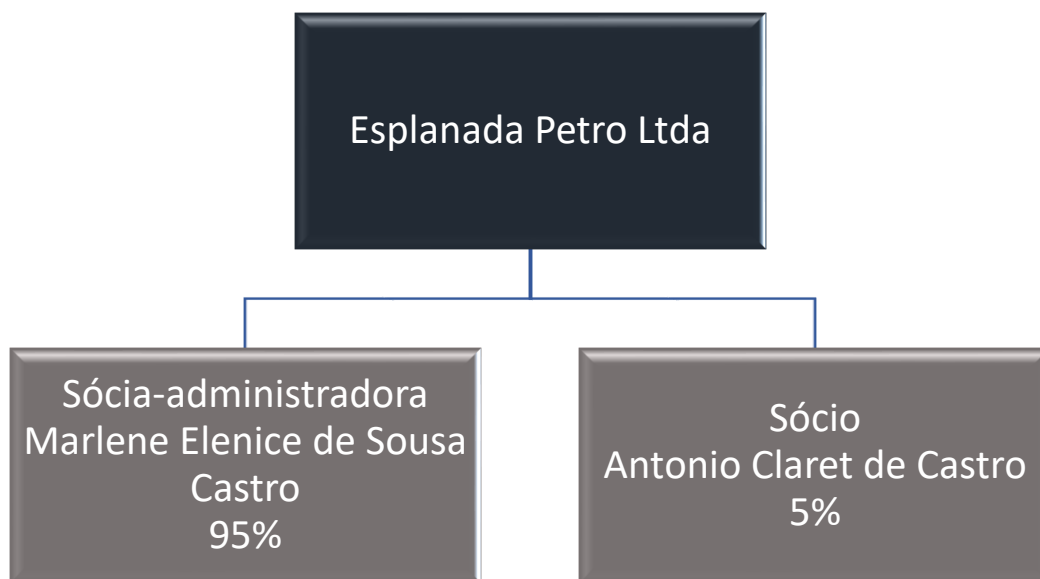 Esplanada Petro Ltda
Sócia-administradora
Marlene Elenice de Sousa
Castro
95%
Sócio
Antonio Claret de Castro
5%